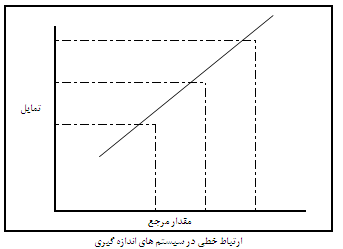 تمایل
مقدار مرجع
ارتباط خطی در سیستم های اندازه گیری